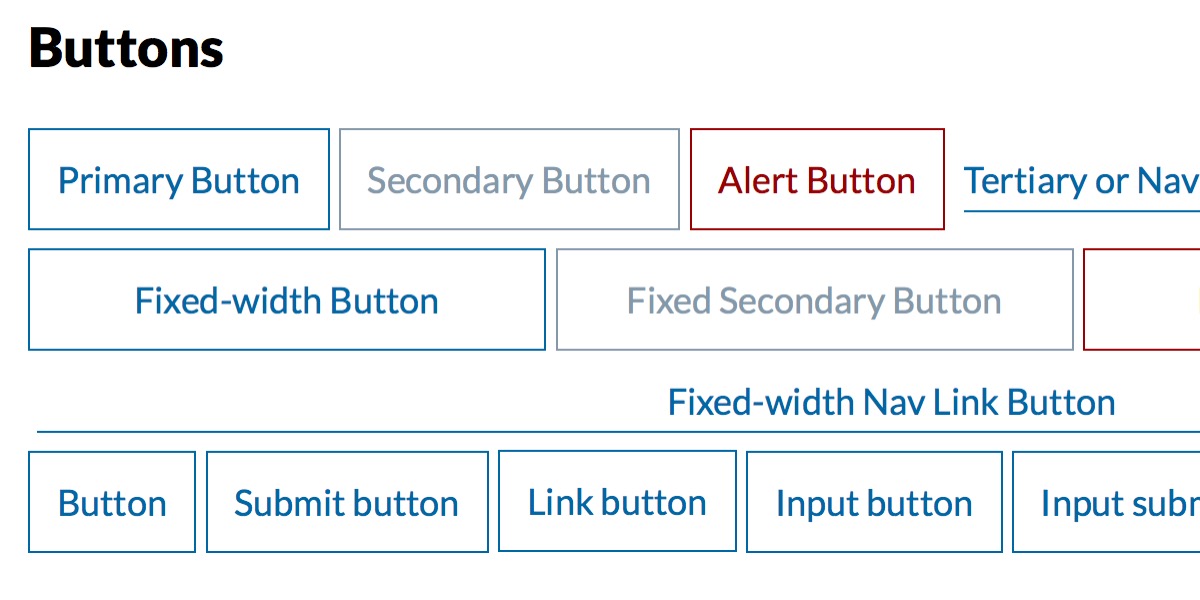 Buttons
Primary Button Secondary Button Alert Button Tertiary or Nav
Fixed-width Button Fixed Secondary Button
Fixed-width Nav Link Button
Button Submit button Link button Input button Input